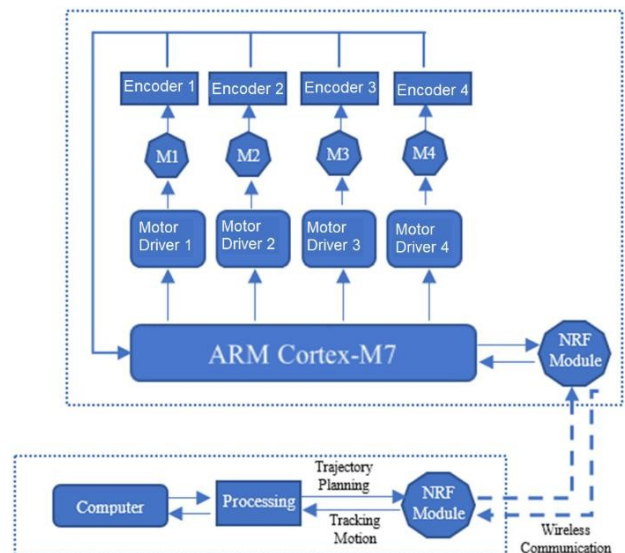 Encoder 1
Encoder 2
Encoder 3
Encoder 4
M1
M2
M3
M4
Motor
Driver 1
Motor
Driver 2
Motor
Driver 3
Motor
Driver 4
ARM Cortex-M7
NRF
Module
Computer
Processing
Trajectory
Planning
Tracking
Motion
NRF
Module
Wireless
Communication